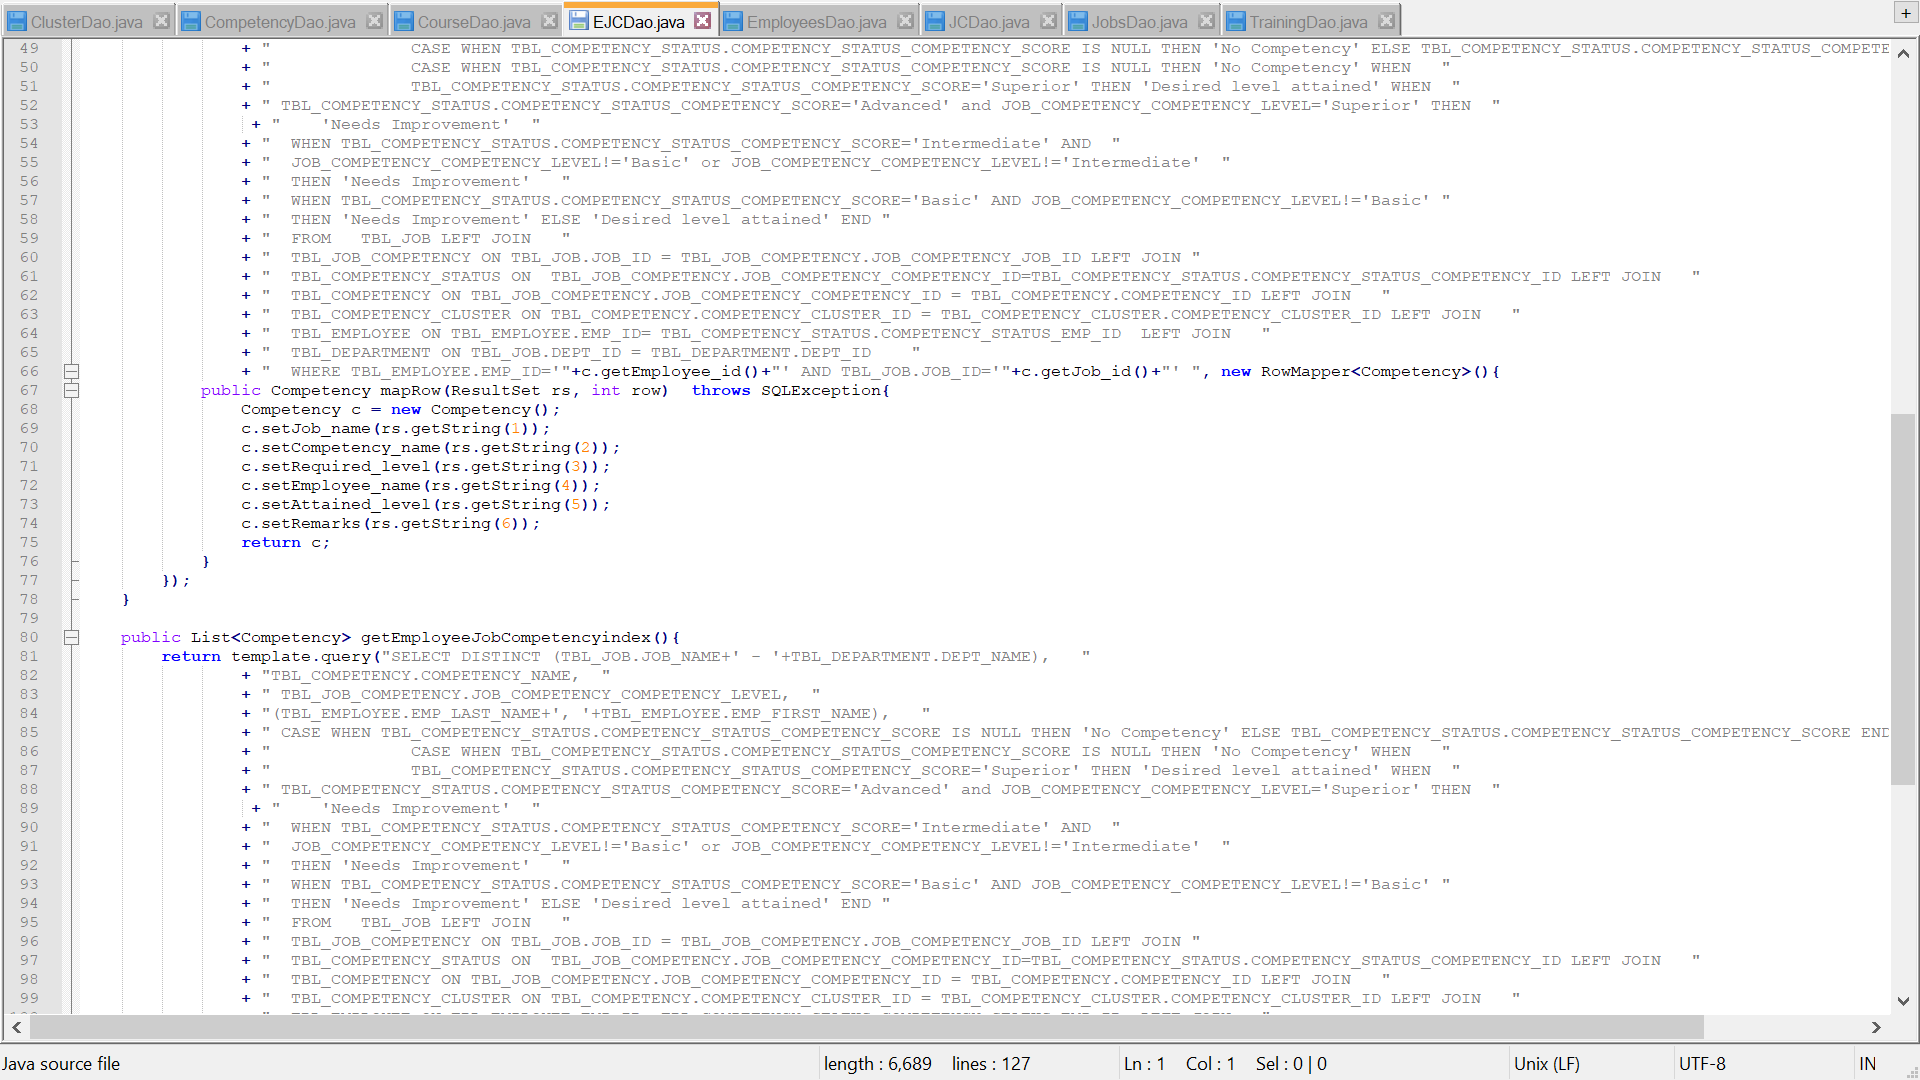 ClusterDao.java CompetencyDao.java CourseDao.java EJCDao.java EmployeesDao.java JCDao.java JobsDao.java TrainingDao.java +
49 + " CASE WHEN TBL_COMPETENCY_STATUS.COMPETENCY_STATUS_COMPETENCY_SCORE IS NULL THEN 'No Competency' ELSE TBL_COMPETENCY_STATUS.COMPETENCY_STATUS_COMPETE
50 + " CASE WHEN TBL_COMPETENCY_STATUS.COMPETENCY_STATUS_COMPETENCY_SCORE IS NULL THEN 'No Competency' WHEN "
51 + " TBL_COMPETENCY_STATUS.COMPETENCY_STATUS_COMPETENCY_SCORE='Superior' THEN 'Desired level attained' WHEN "
52 + " TBL_COMPETENCY_STATUS.COMPETENCY_STATUS_COMPETENCY_SCORE='Advanced' and JOB_COMPETENCY_COMPETENCY_LEVEL='Superior' THEN "
53 + " 'Needs Improvement' "
54 + " WHEN TBL_COMPETENCY_STATUS.COMPETENCY_STATUS_COMPETENCY_SCORE='Intermediate' AND "
55 + " JOB_COMPETENCY_COMPETENCY_LEVEL!='Basic' or JOB_COMPETENCY_COMPETENCY_LEVEL!='Intermediate' "
56 + " THEN 'Needs Improvement' "
57 + " WHEN TBL_COMPETENCY_STATUS.COMPETENCY_STATUS_COMPETENCY_SCORE='Basic' AND JOB_COMPETENCY_COMPETENCY_LEVEL!='Basic' "
58 + " THEN 'Needs Improvement' ELSE 'Desired level attained' END "
59 + " FROM TBL_JOB LEFT JOIN "
60 + " TBL_JOB_COMPETENCY ON TBL_JOB.JOB_ID = TBL_JOB_COMPETENCY.JOB_COMPETENCY_JOB_ID LEFT JOIN "
61 + " TBL_COMPETENCY_STATUS ON TBL_JOB_COMPETENCY.JOB_COMPETENCY_COMPETENCY_ID=TBL_COMPETENCY_STATUS.COMPETENCY_STATUS_COMPETENCY_ID LEFT JOIN "
62 + " TBL_COMPETENCY ON TBL_JOB_COMPETENCY.JOB_COMPETENCY_COMPETENCY_ID = TBL_COMPETENCY.COMPETENCY_ID LEFT JOIN "
63 + " TBL_COMPETENCY_CLUSTER ON TBL_COMPETENCY.COMPETENCY_CLUSTER_ID = TBL_COMPETENCY_CLUSTER.COMPETENCY_CLUSTER_ID LEFT JOIN "
64 + " TBL_EMPLOYEE ON TBL_EMPLOYEE.EMP_ID= TBL_COMPETENCY_STATUS.COMPETENCY_STATUS_EMP_ID LEFT JOIN "
65 + " TBL_DEPARTMENT ON TBL_JOB.DEPT_ID = TBL_DEPARTMENT.DEPT_ID "
66 + " WHERE TBL_EMPLOYEE.EMP_ID='"+c.getEmployee_id()+"' AND TBL_JOB.JOB_ID='"+c.getJob_id()+"' ", new RowMapper<Competency>(){
67 public Competency mapRow(ResultSet rs, int row) throws SQLException{
68 Competency c = new Competency();
69 c.setJob_name(rs.getString(1));
70 c.setCompetency_name(rs.getString(2));
71 c.setRequired_level(rs.getString(3));
72 c.setEmployee_name(rs.getString(4));
73 c.setAttained_level(rs.getString(5));
74 c.setRemarks(rs.getString(6));
75 return c;
76 }
77 });
78 }
79
80 public List<Competency> getEmployeeJobCompetencyindex(){
81 return template.query("SELECT DISTINCT (TBL_JOB.JOB_NAME+' - '+TBL_DEPARTMENT.DEPT_NAME), "
82 + "TBL_COMPETENCY.COMPETENCY_NAME, "
83 + " TBL_JOB_COMPETENCY.JOB_COMPETENCY_COMPETENCY_LEVEL, "
84 + "(TBL_EMPLOYEE.EMP_LAST_NAME+', '+TBL_EMPLOYEE.EMP_FIRST_NAME), "
85 + " CASE WHEN TBL_COMPETENCY_STATUS.COMPETENCY_STATUS_COMPETENCY_SCORE IS NULL THEN 'No Competency' ELSE TBL_COMPETENCY_STATUS.COMPETENCY_STATUS_COMPETENCY_SCORE END
86 + " CASE WHEN TBL_COMPETENCY_STATUS.COMPETENCY_STATUS_COMPETENCY_SCORE IS NULL THEN 'No Competency' WHEN "
87 + " TBL_COMPETENCY_STATUS.COMPETENCY_STATUS_COMPETENCY_SCORE='Superior' THEN 'Desired level attained' WHEN "
88 + " TBL_COMPETENCY_STATUS.COMPETENCY_STATUS_COMPETENCY_SCORE='Advanced' and JOB_COMPETENCY_COMPETENCY_LEVEL='Superior' THEN "
89 + " 'Needs Improvement' "
90 + " WHEN TBL_COMPETENCY_STATUS.COMPETENCY_STATUS_COMPETENCY_SCORE='Intermediate' AND "
91 + " JOB_COMPETENCY_COMPETENCY_LEVEL!='Basic' or JOB_COMPETENCY_COMPETENCY_LEVEL!='Intermediate' "
92 + " THEN 'Needs Improvement' "
93 + " WHEN TBL_COMPETENCY_STATUS.COMPETENCY_STATUS_COMPETENCY_SCORE='Basic' AND JOB_COMPETENCY_COMPETENCY_LEVEL!='Basic' "
94 + " THEN 'Needs Improvement' ELSE 'Desired level attained' END "
95 + " FROM TBL_JOB LEFT JOIN "
96 + " TBL_JOB_COMPETENCY ON TBL_JOB.JOB_ID = TBL_JOB_COMPETENCY.JOB_COMPETENCY_JOB_ID LEFT JOIN "
97 + " TBL_COMPETENCY_STATUS ON TBL_JOB_COMPETENCY.JOB_COMPETENCY_COMPETENCY_ID=TBL_COMPETENCY_STATUS.COMPETENCY_STATUS_COMPETENCY_ID LEFT JOIN "
98 + " TBL_COMPETENCY ON TBL_JOB_COMPETENCY.JOB_COMPETENCY_COMPETENCY_ID = TBL_COMPETENCY.COMPETENCY_ID LEFT JOIN "
99 + " TBL_COMPETENCY_CLUSTER ON TBL_COMPETENCY.COMPETENCY_CLUSTER_ID = TBL_COMPETENCY_CLUSTER.COMPETENCY_CLUSTER_ID LEFT JOIN "
Java source file length : 6,689 lines : 127 Ln : 1 Col : 1 Sel : 0 | 0 Unix (LF) UTF-8 IN